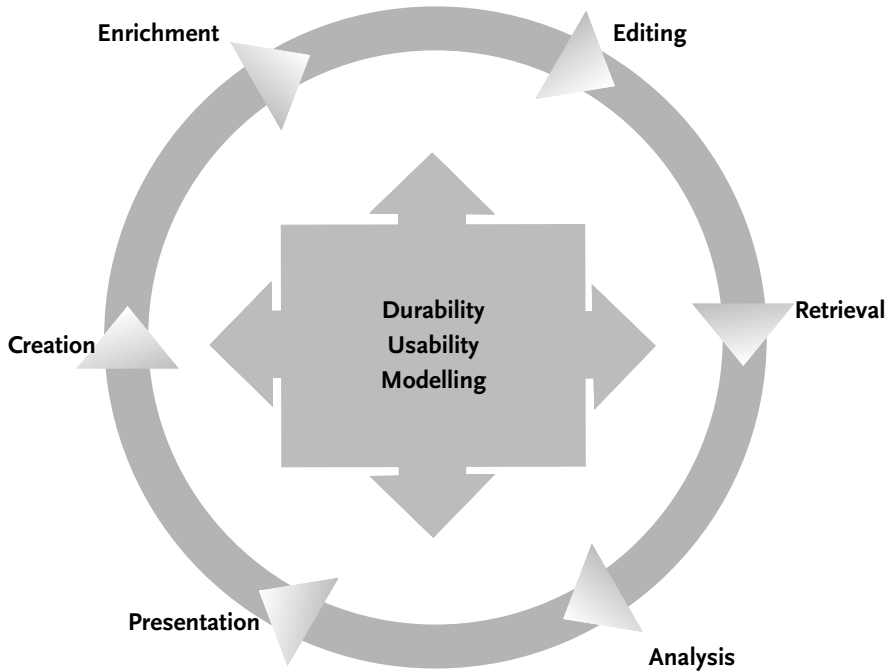 Enrichment
Editing
Durability
Usability
Modelling
Retrieval
Creation
Presentation
Analysis